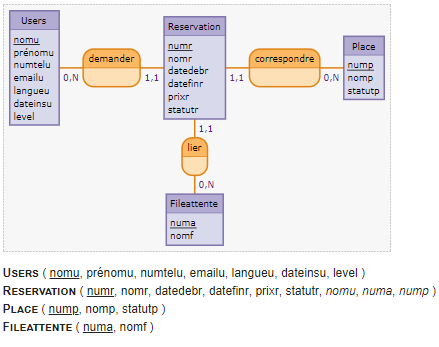 Users
nomu
prénomu
numtelu
emailu
langueu
dateinsu
level
0,N
demander
1,1
Reservation
numr
nomr
datedebr
datefinr
prixr
statutr
1,1
correspondre
0,N
Place
nump
nomp
statutp
1,1
lier
0,N
Fileattente
numa
nomf
USERS ( nomu, prénomu, numtelu, emailu, langueu, dateinsu, level )
RESERVATION ( numr, nomr, datedebr, datefinr, prixr, statutr, nomu, numa, nump )
PLACE ( nump, nomp, statutp )
FILEATTENTE ( numa, nomf )